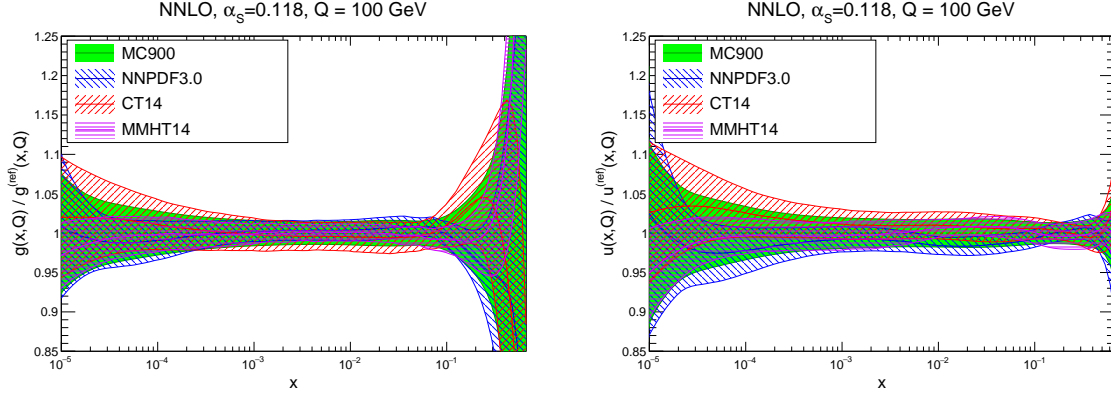 NNLO, α_S=0.118, Q = 100 GeV
1.25
1.2
1.15
1.1
1.05
1
0.95
0.9
0.85
g(x,Q) / g^(ref)(x,Q)
MC900
NNPDF3.0
CT14
MMHT14
10^-5
10^-4
10^-3
10^-2
10^-1
x
NNLO, α_S=0.118, Q = 100 GeV
1.25
1.2
1.15
1.1
1.05
1
0.95
0.9
0.85
u(x,Q) / u^(ref)(x,Q)
MC900
NNPDF3.0
CT14
MMHT14
10^-5
10^-4
10^-3
10^-2
10^-1
x